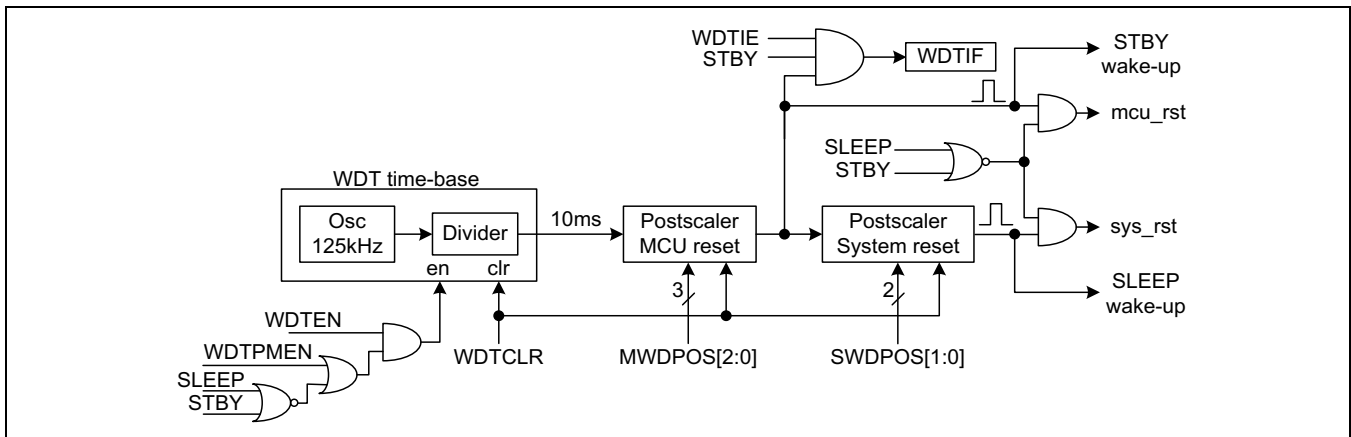 WDTIE
STBY
WDTIF
STBY
wake-up
mcu_rst
SLEEP
STBY
WDT time-base
Osc
125kHz
Divider
en
clr
10ms
Postscaler
MCU reset
Postscaler
System reset
sys_rst
SLEEP
wake-up
3
2
WDTEN
WDTPMEN
SLEEP
STBY
WDTCLR
MWDPOS[2:0]
SWDPOS[1:0]